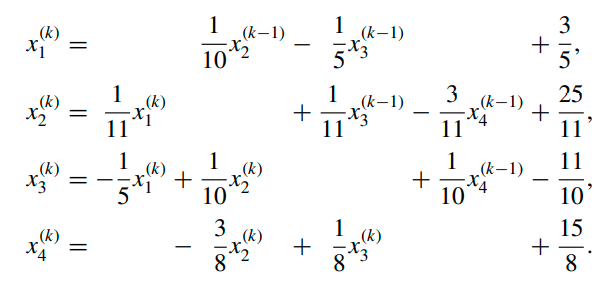 x_1^{(k)} = \frac{1}{10}x_2^{(k-1)} - \frac{1}{5}x_3^{(k-1)} + \frac{3}{5},
x_2^{(k)} = \frac{1}{11}x_1^{(k)} + \frac{1}{11}x_3^{(k-1)} - \frac{3}{11}x_4^{(k-1)} + \frac{25}{11},
x_3^{(k)} = -\frac{1}{5}x_1^{(k)} + \frac{1}{10}x_2^{(k)} + \frac{1}{10}x_4^{(k-1)} - \frac{11}{10},
x_4^{(k)} = - \frac{3}{8}x_2^{(k)} + \frac{1}{8}x_3^{(k)} + \frac{15}{8}.